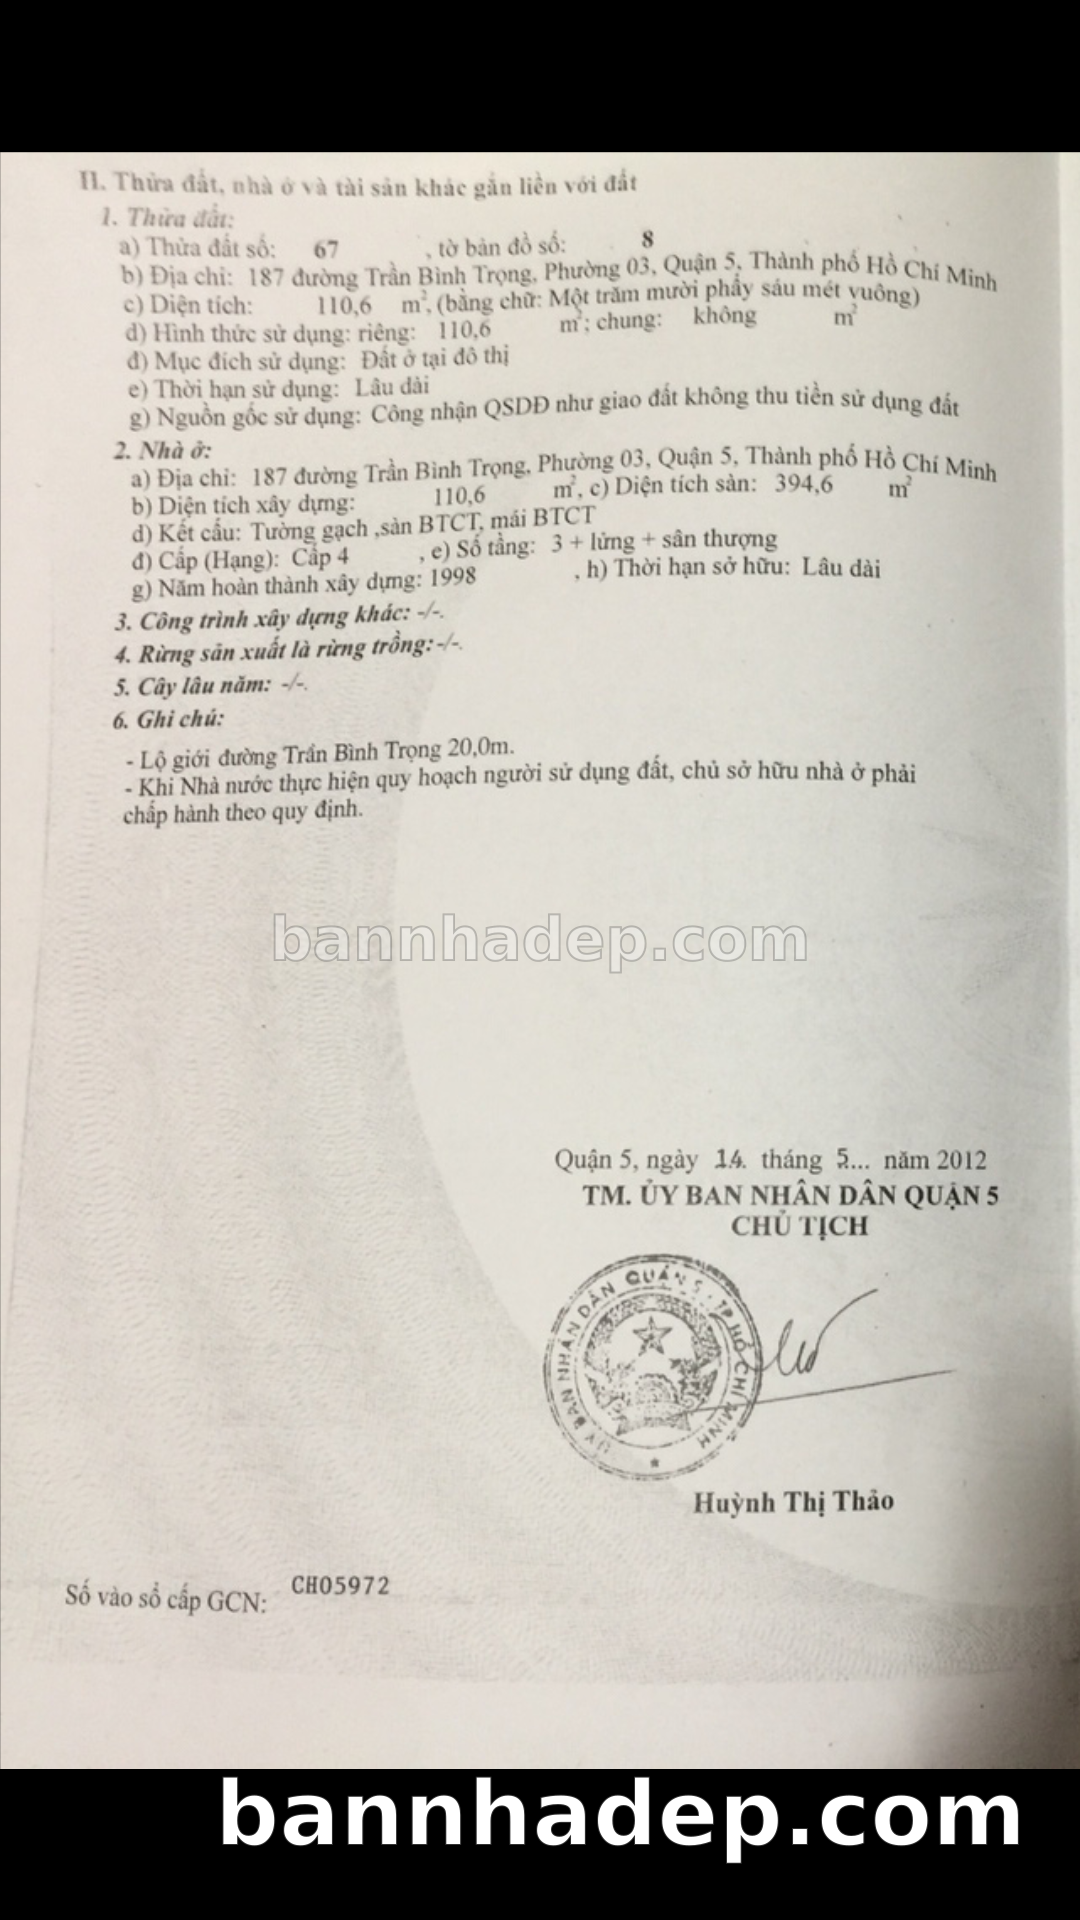 II. Thửa đất, nhà ở và tài sản khác gắn liền với đất
1. Thửa đất:
a) Thửa đất số: 67 , tờ bản đồ số: 8
b) Địa chỉ: 187 đường Trần Bình Trọng, Phường 03, Quận 5, Thành phố Hồ Chí Minh
c) Diện tích: 110,6 m², (bằng chữ: Một trăm mười phẩy sáu mét vuông)
d) Hình thức sử dụng: riêng: 110,6 m²; chung: không m²
đ) Mục đích sử dụng: Đất ở tại đô thị
e) Thời hạn sử dụng: Lâu dài
g) Nguồn gốc sử dụng: Công nhận QSDĐ như giao đất không thu tiền sử dụng đất
2. Nhà ở:
a) Địa chỉ: 187 đường Trần Bình Trọng, Phường 03, Quận 5, Thành phố Hồ Chí Minh
b) Diện tích xây dựng: 110,6 m², c) Diện tích sàn: 394,6 m²
d) Kết cấu: Tường gạch ,sàn BTCT, mái BTCT
đ) Cấp (Hạng): Cấp 4 , e) Số tầng: 3 + lửng + sân thượng
g) Năm hoàn thành xây dựng: 1998 , h) Thời hạn sở hữu: Lâu dài
3. Công trình xây dựng khác: -/-.
4. Rừng sản xuất là rừng trồng: -/-.
5. Cây lâu năm: -/-.
6. Ghi chú:
- Lộ giới đường Trần Bình Trọng 20,0m.
- Khi Nhà nước thực hiện quy hoạch người sử dụng đất, chủ sở hữu nhà ở phải
chấp hành theo quy định.
bannhadep.com
Quận 5, ngày 14. tháng 5... năm 2012
TM. ỦY BAN NHÂN DÂN QUẬN 5
CHỦ TỊCH
ỦY BAN NHÂN DÂN QUẬN 5 - TP HỒ CHÍ MINH
Huỳnh Thị Thảo
Số vào sổ cấp GCN: CH05972
bannhadep.com